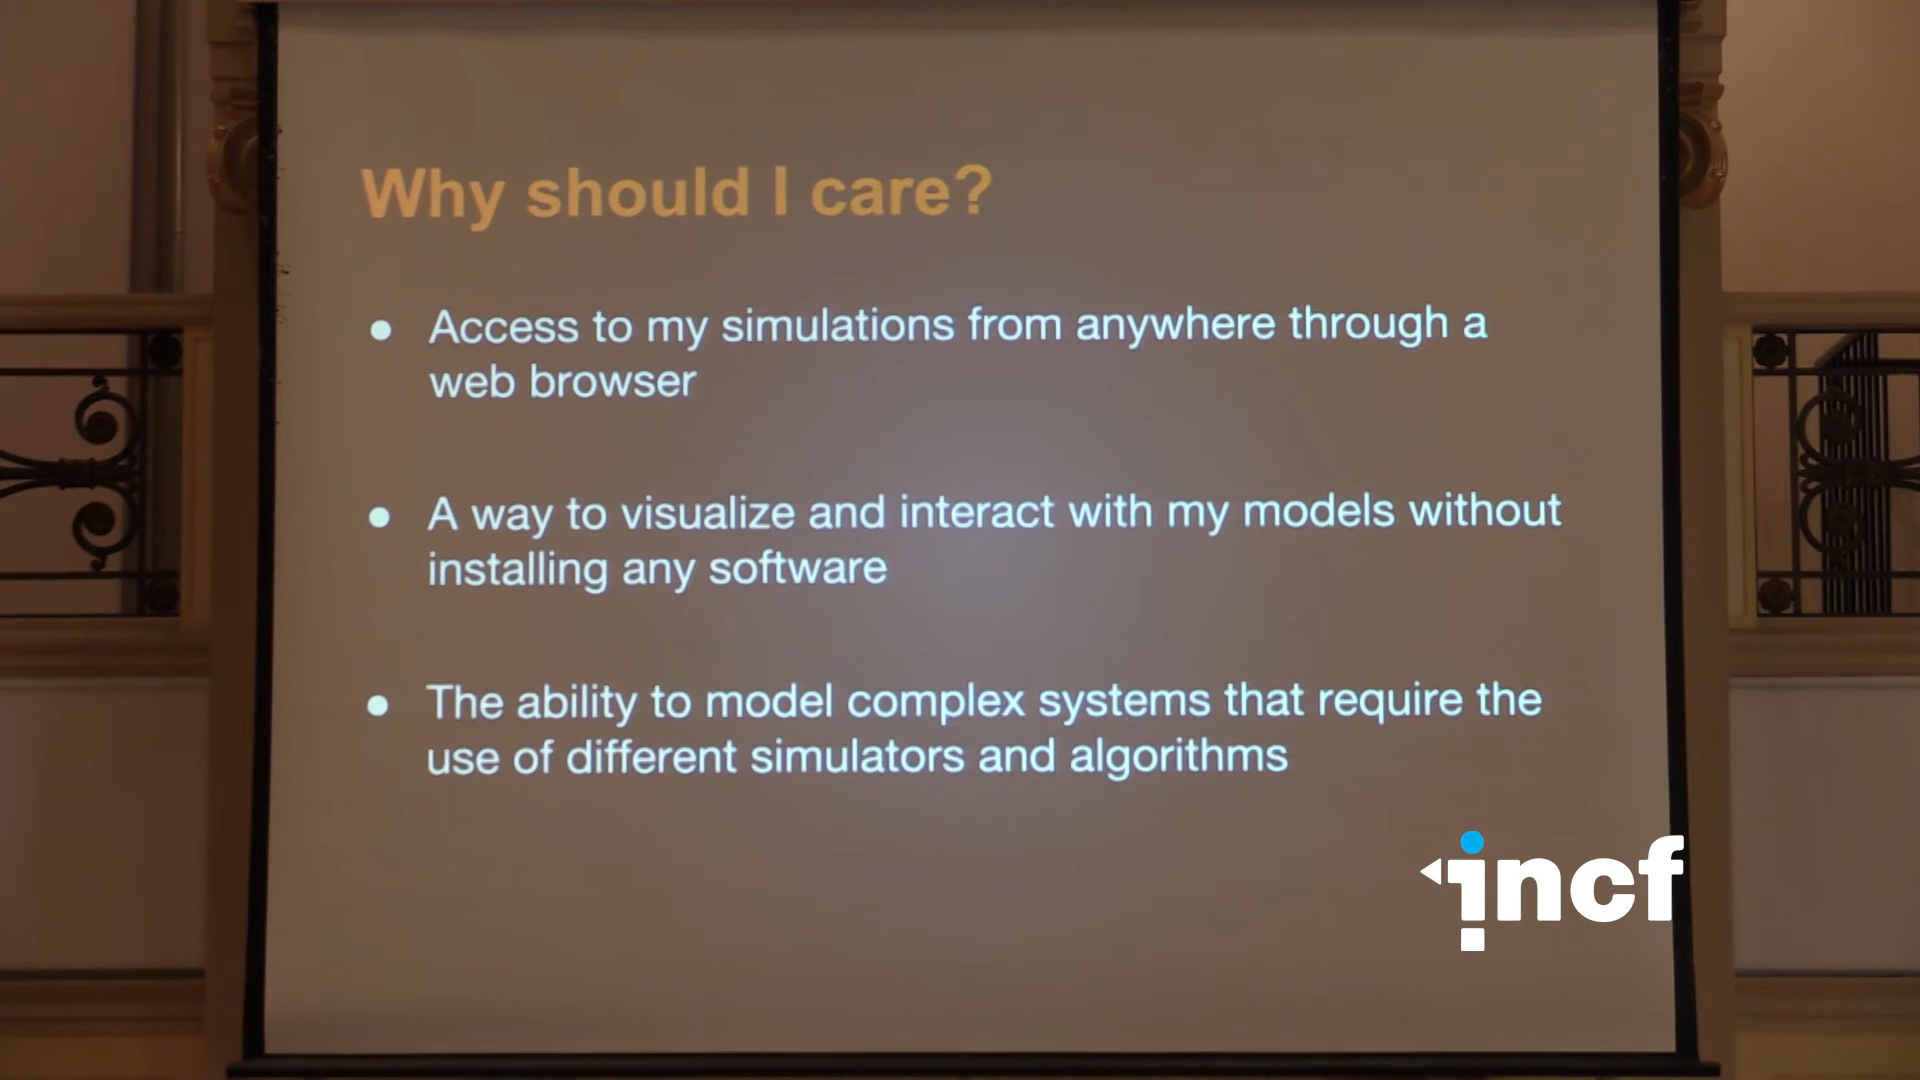 Why should I care?
● Access to my simulations from anywhere through a
web browser
● A way to visualize and interact with my models without
installing any software
● The ability to model complex systems that require the
use of different simulators and algorithms
incf